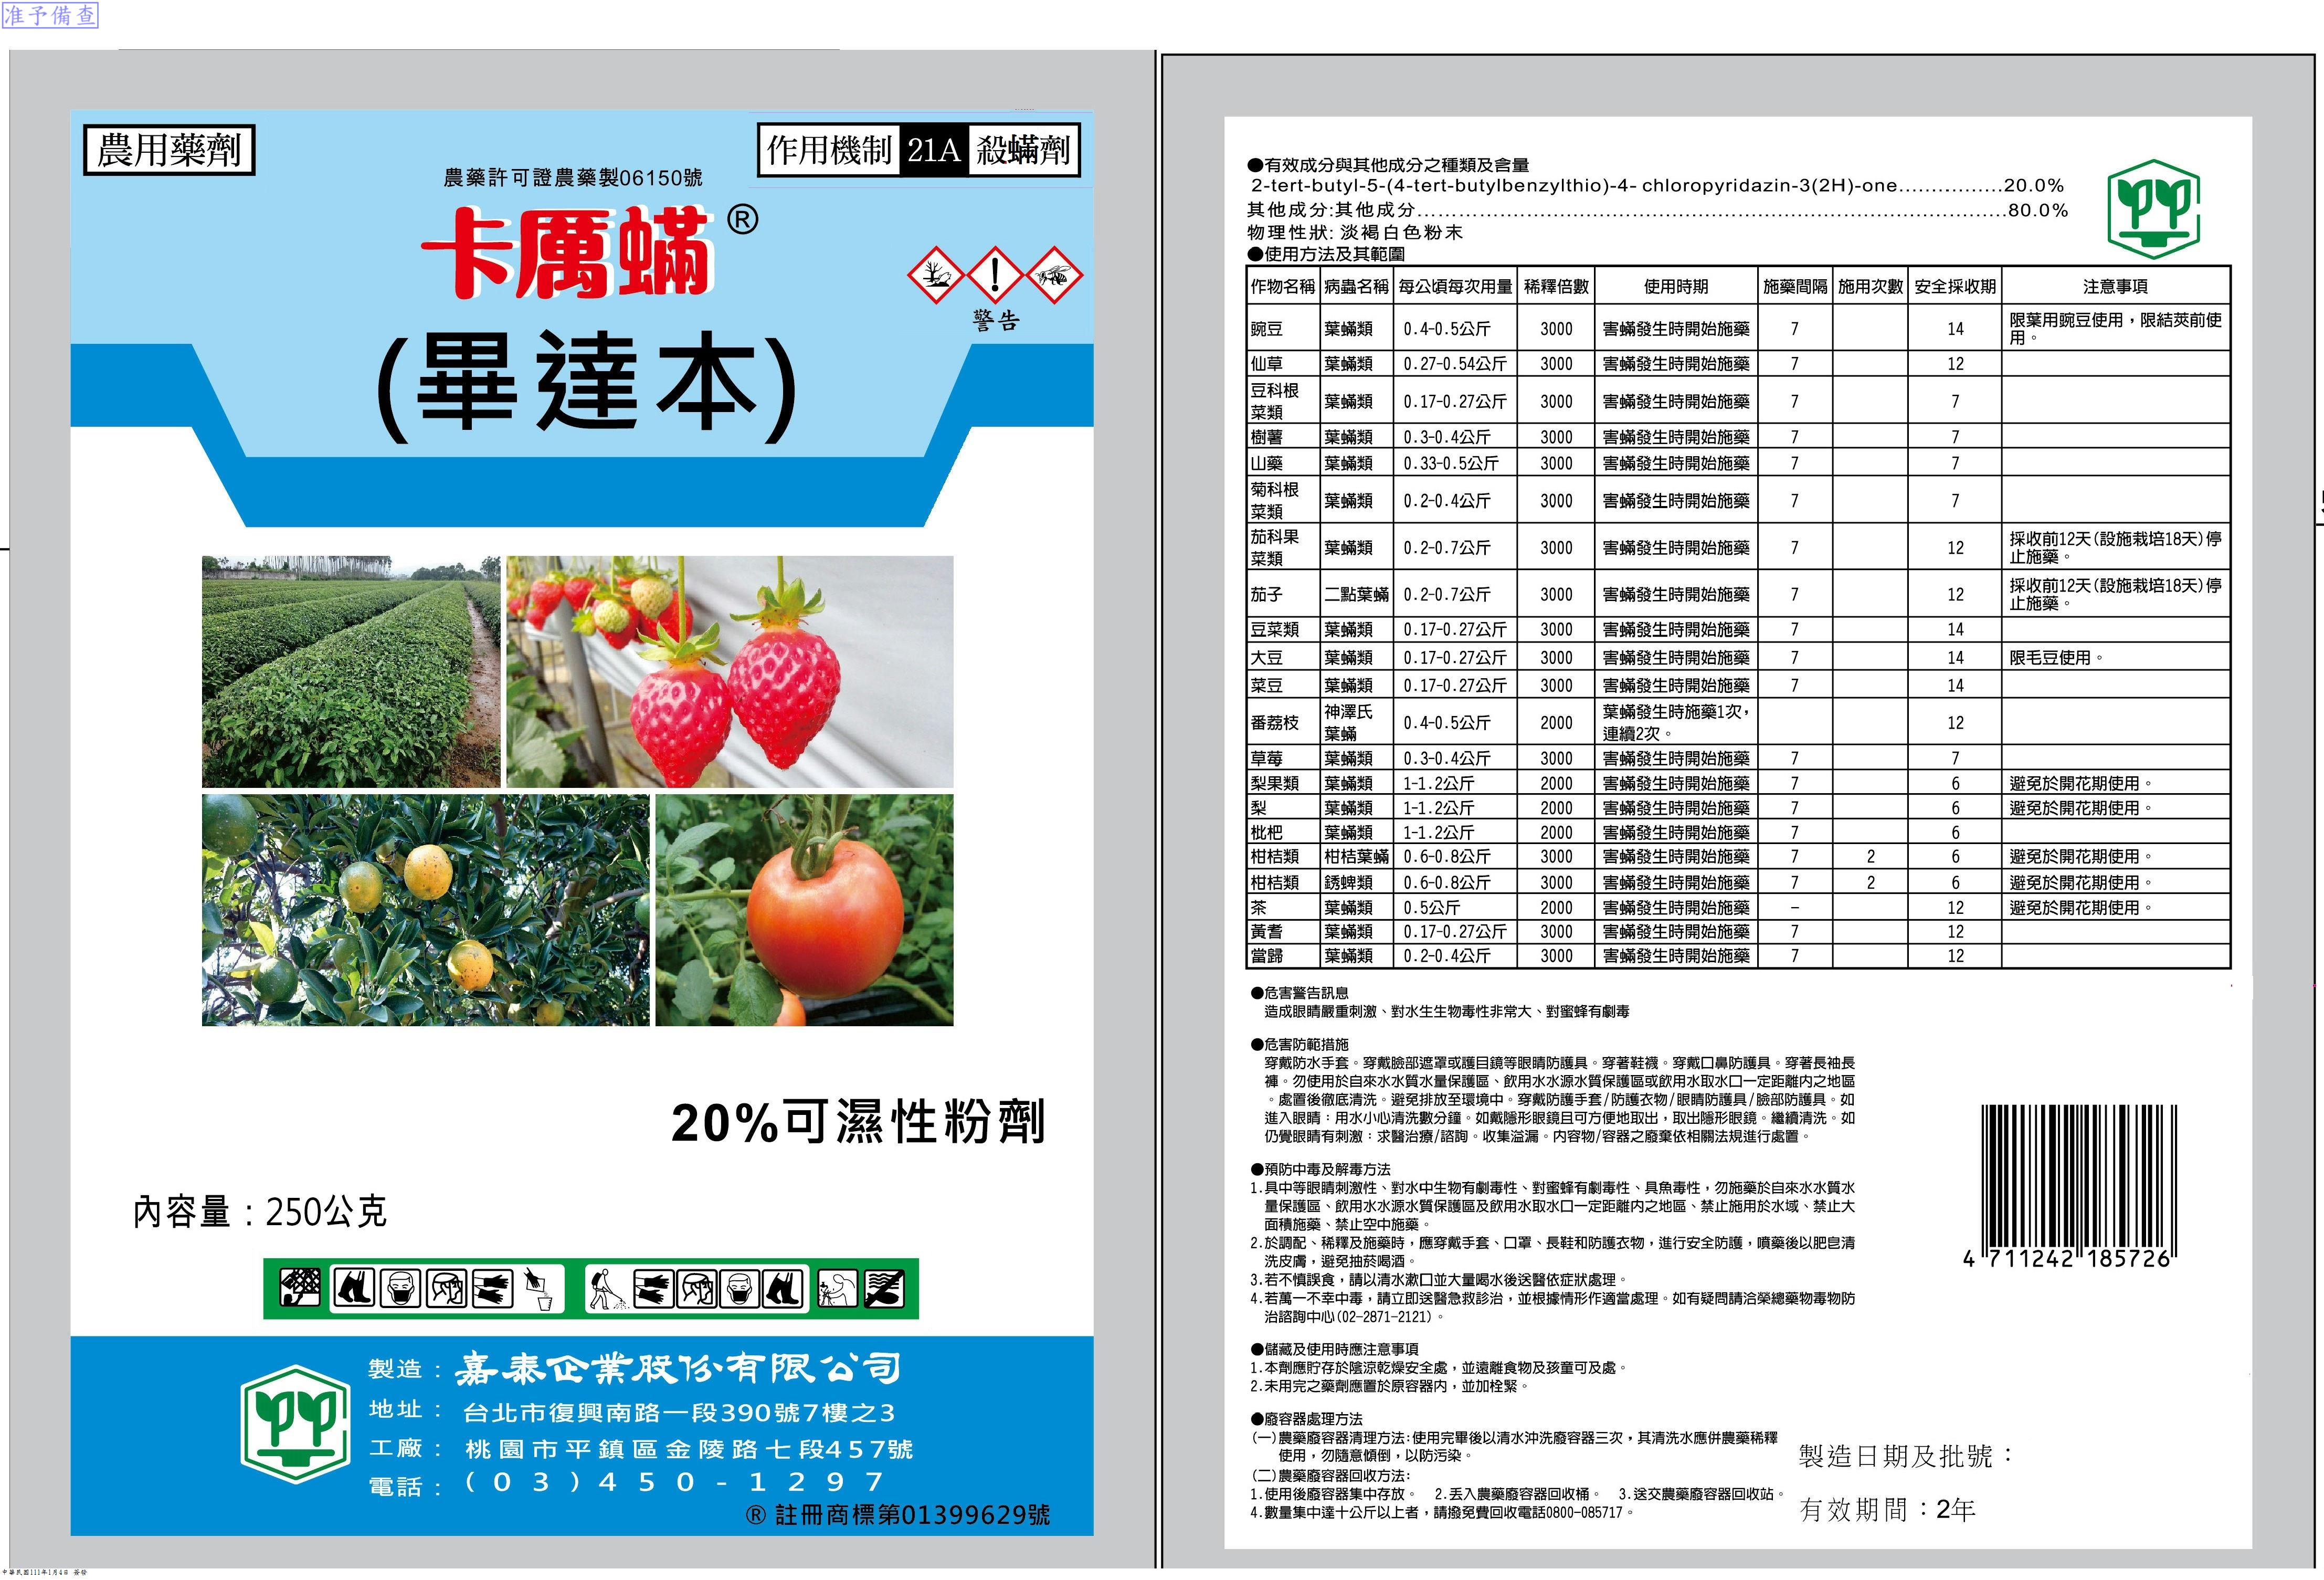 准予備查
農用藥劑
作用機制 21A 殺蟎劑
農藥許可證農藥製06150號
卡厲蟎®
警告
(畢達本)
20%可濕性粉劑
內容量：250公克
製造：嘉泰企業股份有限公司
地址：台北市復興南路一段390號7樓之3
工廠：桃園市平鎮區金陵路七段457號
電話：(03)450-1297
® 註冊商標第01399629號
●有效成分與其他成分之種類及含量
2-tert-butyl-5-(4-tert-butylbenzylthio)-4- chloropyridazin-3(2H)-one................20.0%
其他成分:其他成分...............80.0%
物理性狀: 淡褐白色粉末
●使用方法及其範圍
作物名稱 病蟲名稱 每公頃每次用量 稀釋倍數 使用時期 施藥間隔 施用次數 安全採收期 注意事項
豌豆 葉蟎類 0.4-0.5公斤 3000 害蟎發生時開始施藥 7 14 限葉用豌豆使用，限結莢前使
用。
仙草 葉蟎類 0.27-0.54公斤 3000 害蟎發生時開始施藥 7 12
豆科根
菜類 葉蟎類 0.17-0.27公斤 3000 害蟎發生時開始施藥 7 7
樹薯 葉蟎類 0.3-0.4公斤 3000 害蟎發生時開始施藥 7 7
山藥 葉蟎類 0.33-0.5公斤 3000 害蟎發生時開始施藥 7 7
菊科根
菜類 葉蟎類 0.2-0.4公斤 3000 害蟎發生時開始施藥 7 7
茄科果
菜類 葉蟎類 0.2-0.7公斤 3000 害蟎發生時開始施藥 7 12 採收前12天(設施栽培18天)停
止施藥。
茄子 二點葉蟎 0.2-0.7公斤 3000 害蟎發生時開始施藥 7 12 採收前12天(設施栽培18天)停
止施藥。
豆菜類 葉蟎類 0.17-0.27公斤 3000 害蟎發生時開始施藥 7 14
大豆 葉蟎類 0.17-0.27公斤 3000 害蟎發生時開始施藥 7 14 限毛豆使用。
菜豆 葉蟎類 0.17-0.27公斤 3000 害蟎發生時開始施藥 7 14
番荔枝 神澤氏
葉蟎 0.4-0.5公斤 2000 葉蟎發生時施藥1次，
連續2次。 12
草莓 葉蟎類 0.3-0.4公斤 3000 害蟎發生時開始施藥 7 7
梨果類 葉蟎類 1-1.2公斤 2000 害蟎發生時開始施藥 7 6 避免於開花期使用。
梨 葉蟎類 1-1.2公斤 2000 害蟎發生時開始施藥 7 6 避免於開花期使用。
枇杷 葉蟎類 1-1.2公斤 2000 害蟎發生時開始施藥 7 6
柑桔類 柑桔葉蟎 0.6-0.8公斤 3000 害蟎發生時開始施藥 7 2 6 避免於開花期使用。
柑桔類 銹蜱類 0.6-0.8公斤 3000 害蟎發生時開始施藥 7 2 6 避免於開花期使用。
茶 葉蟎類 0.5公斤 2000 害蟎發生時開始施藥 - 12 避免於開花期使用。
黃耆 葉蟎類 0.17-0.27公斤 3000 害蟎發生時開始施藥 7 12
當歸 葉蟎類 0.2-0.4公斤 3000 害蟎發生時開始施藥 7 12
●危害警告訊息
造成眼睛嚴重刺激、對水生生物毒性非常大、對蜜蜂有劇毒
●危害防範措施
穿戴防水手套。穿戴臉部遮罩或護目鏡等眼睛防護具。穿著鞋襪。穿戴口鼻防護具。穿著長袖長
褲。勿使用於自來水水質水量保護區、飲用水水源水質保護區或飲用水取水口一定距離內之地區
。處置後徹底清洗。避免排放至環境中。穿戴防護手套/防護衣物/眼睛防護具/臉部防護具。如
進入眼睛：用水小心清洗數分鐘。如戴隱形眼鏡且可方便地取出，取出隱形眼鏡。繼續清洗。如
仍覺眼睛有刺激：求醫治療/諮詢。收集溢漏。內容物/容器之廢棄依相關法規進行處置。
●預防中毒及解毒方法
1.具中等眼睛刺激性、對水中生物有劇毒性、對蜜蜂有劇毒性、具魚毒性，勿施藥於自來水水質水
量保護區、飲用水水源水質保護區及飲用水取水口一定距離內之地區、禁止施用於水域、禁止大
面積施藥、禁止空中施藥。
2.於調配、稀釋及施藥時，應穿戴手套、口罩、長鞋和防護衣物，進行安全防護，噴藥後以肥皂清
洗皮膚，避免抽菸喝酒。
3.若不慎誤食，請以清水漱口並大量喝水後送醫依症狀處理。
4.若萬一不幸中毒，請立即送醫急救診治，並根據情形作適當處理。如有疑問請洽榮總藥物毒物防
治諮詢中心(02-2871-2121)。
●儲藏及使用時應注意事項
1.本劑應貯存於陰涼乾燥安全處，並遠離食物及孩童可及處。
2.未用完之藥劑應置於原容器內，並加栓緊。
●廢容器處理方法
(一)農藥廢容器清理方法:使用完畢後以清水沖洗廢容器三次，其清洗水應併農藥稀釋
使用，勿隨意傾倒，以防污染。
(二)農藥廢容器回收方法:
1.使用後廢容器集中存放。 2.丟入農藥廢容器回收桶。 3.送交農藥廢容器回收站。
4.數量集中達十公斤以上者，請撥免費回收電話0800-085717。
4 711242 185726
製造日期及批號：
有效期間：2年
中華民國111年1月4日 簽發